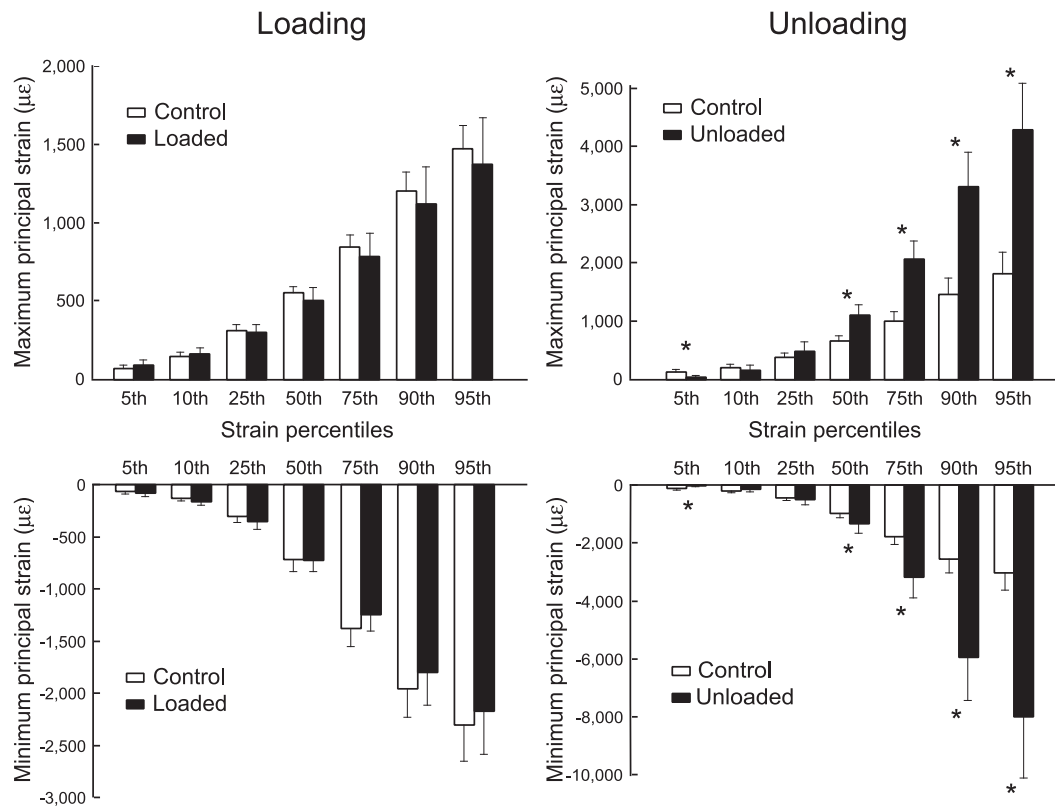 Loading
Maximum principal strain (με)
2,000
1,500
1,000
500
0
Control
Loaded
5th 10th 25th 50th 75th 90th 95th
Strain percentiles
Unloading
Maximum principal strain (με)
5,000
4,000
3,000
2,000
1,000
0
Control
Unloaded
* * * * *
5th 10th 25th 50th 75th 90th 95th
Strain percentiles
Minimum principal strain (με)
5th 10th 25th 50th 75th 90th 95th
0
-500
-1,000
-1,500
-2,000
-2,500
-3,000
Control
Loaded
Minimum principal strain (με)
5th 10th 25th 50th 75th 90th 95th
0
-2,000
-4,000
-6,000
-8,000
-10,000
* * * * *
Control
Unloaded